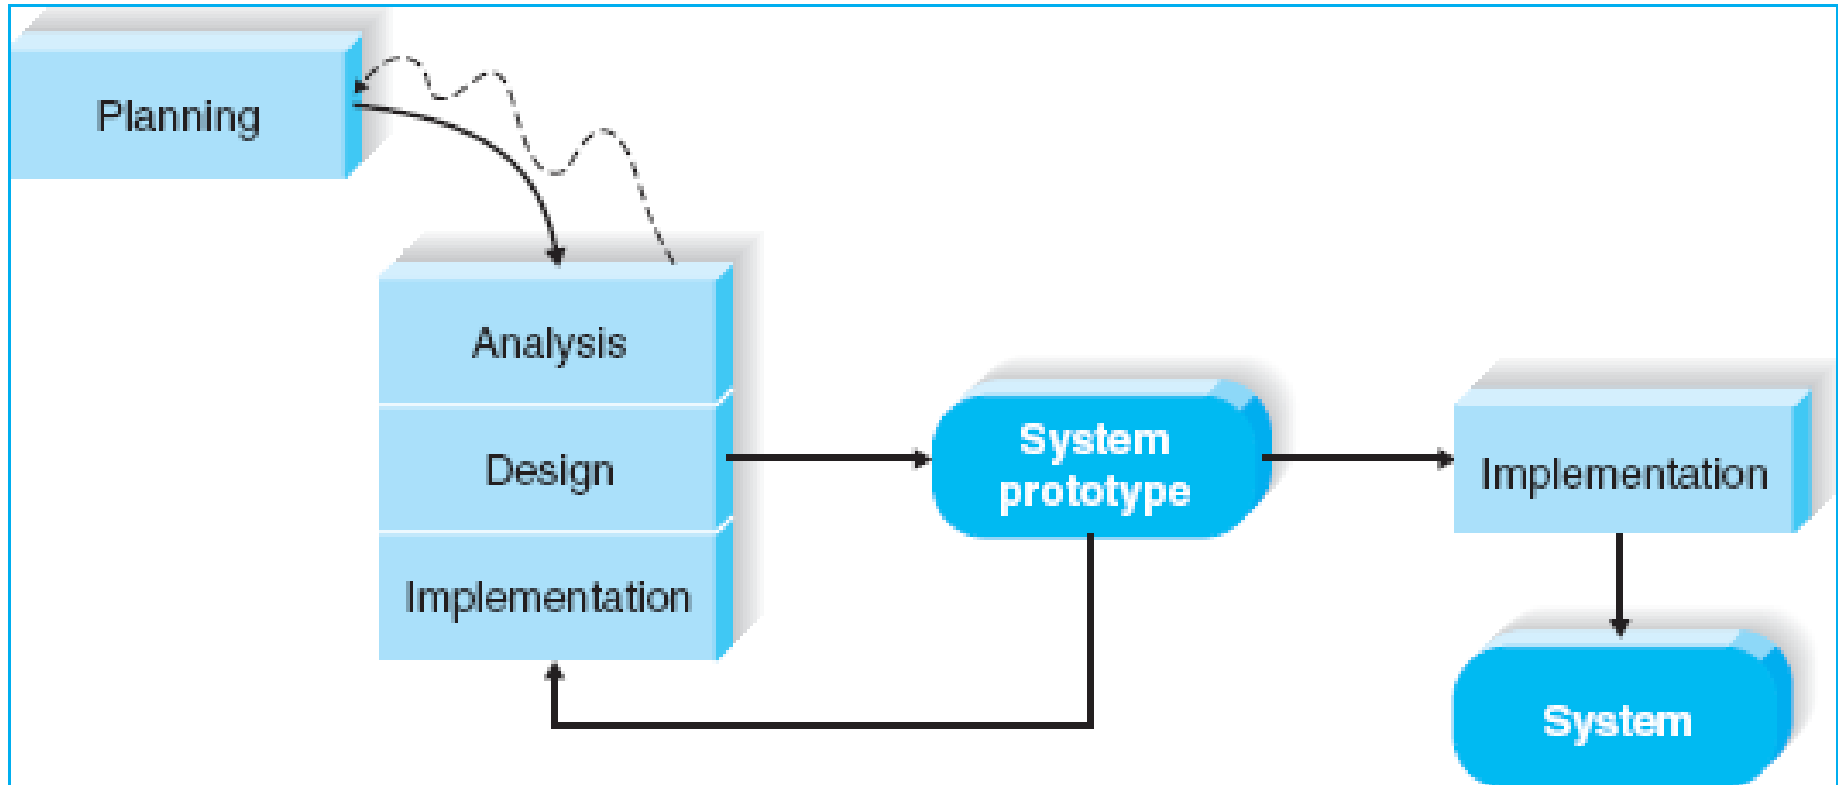 Planning
Analysis
Design
Implementation
System
prototype
Implementation
System